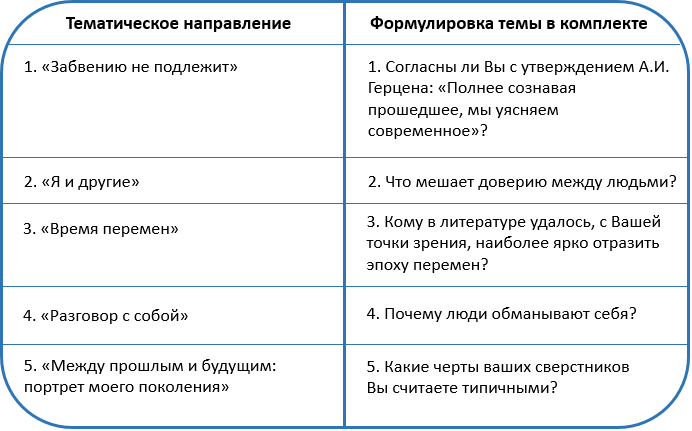 Тематическое направление
Формулировка темы в комплекте
1. «Забвению не подлежит»
1. Согласны ли Вы с утверждением А.И.
Герцена: «Полнее сознавая
прошедшее, мы уясняем
современное»?
2. «Я и другие»
2. Что мешает доверию между людьми?
3. «Время перемен»
3. Кому в литературе удалось, с Вашей
точки зрения, наиболее ярко отразить
эпоху перемен?
4. «Разговор с собой»
4. Почему люди обманывают себя?
5. «Между прошлым и будущим:
портрет моего поколения»
5. Какие черты ваших сверстников
Вы считаете типичными?